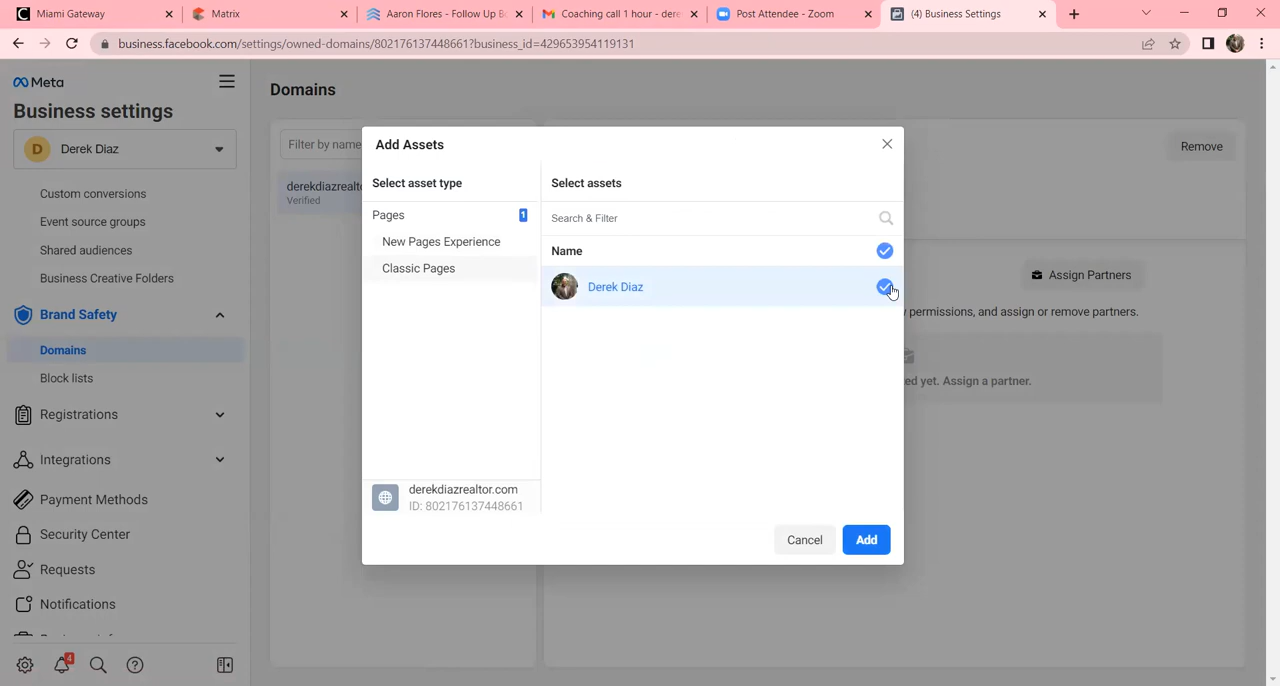 Miami Gateway
Matrix
Aaron Flores - Follow Up B
Coaching call 1 hour - dere
Post Attendee - Zoom
(4) Business Settings
business.facebook.com/settings/owned-domains/802176137448661?business_id=429653954119131
Meta
Business settings
D
Derek Diaz
Custom conversions
Event source groups
Shared audiences
Business Creative Folders
Brand Safety
Domains
Block lists
Registrations
Integrations
Payment Methods
Security Center
Requests
Notifications
4
Domains
Filter by name
derekdiazrealto
Verified
Remove
Assign Partners
y permissions, and assign or remove partners.
ed yet. Assign a partner.
Add Assets
Select asset type
Pages
1
New Pages Experience
Classic Pages
derekdiazrealtor.com
ID: 802176137448661
Select assets
Search & Filter
Name
Derek Diaz
Cancel
Add